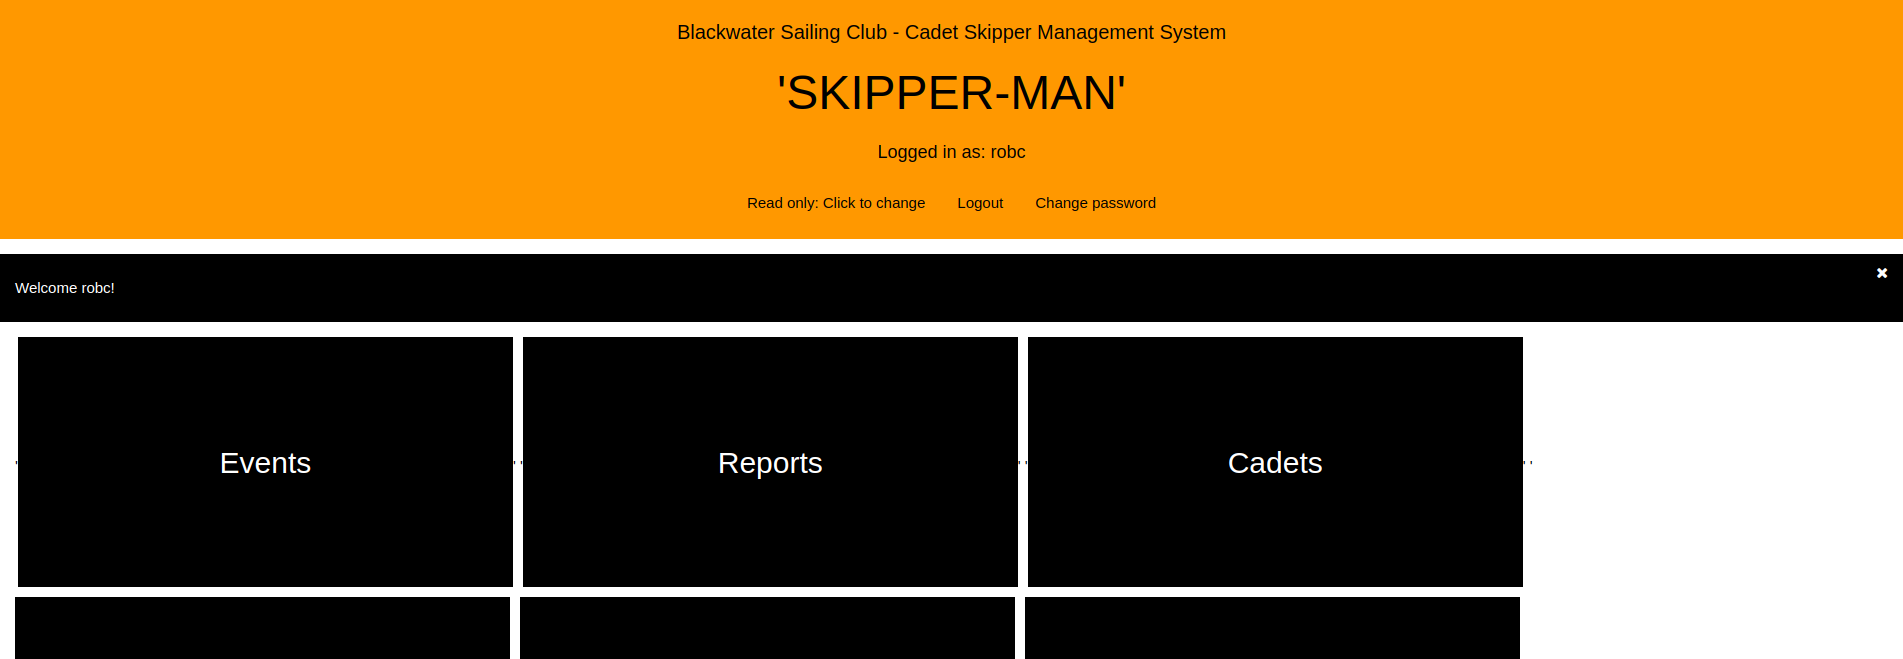 Blackwater Sailing Club - Cadet Skipper Management System
'SKIPPER-MAN'
Logged in as: robc
Read only: Click to change Logout Change password
Welcome robc! ✖
' Events ' ' Reports ' ' Cadets ' '